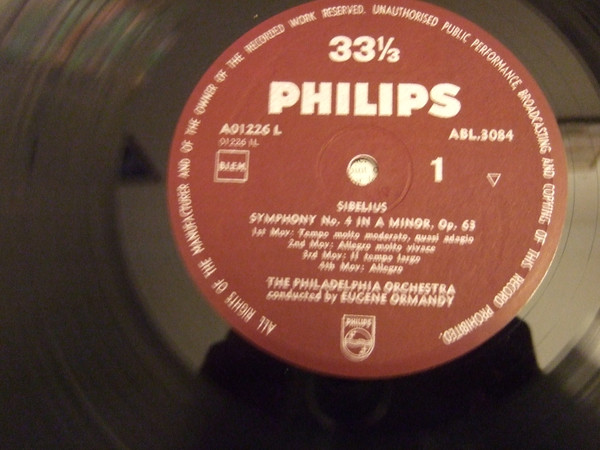 ALL RIGHTS OF THE MANUFACTURER AND OF THE OWNER OF THE RECORDED WORK RESERVED. UNAUTHORISED PUBLIC PERFORMANCE, BROADCASTING AND COPYING OF THIS RECORD PROHIBITED.
33⅓
PHILIPS
A01226 L
ABL.3084
01226 1L
BIEM
1
SIBELIUS
SYMPHONY No. 4 IN A MINOR, Op. 63
1st Mov: Tempo molto moderato, quasi adagio
2nd Mov: Allegro molto vivace
3rd Mov: Il tempo largo
4th Mov: Allegro
THE PHILADELPHIA ORCHESTRA
conducted by EUGENE ORMANDY
PHILIPS